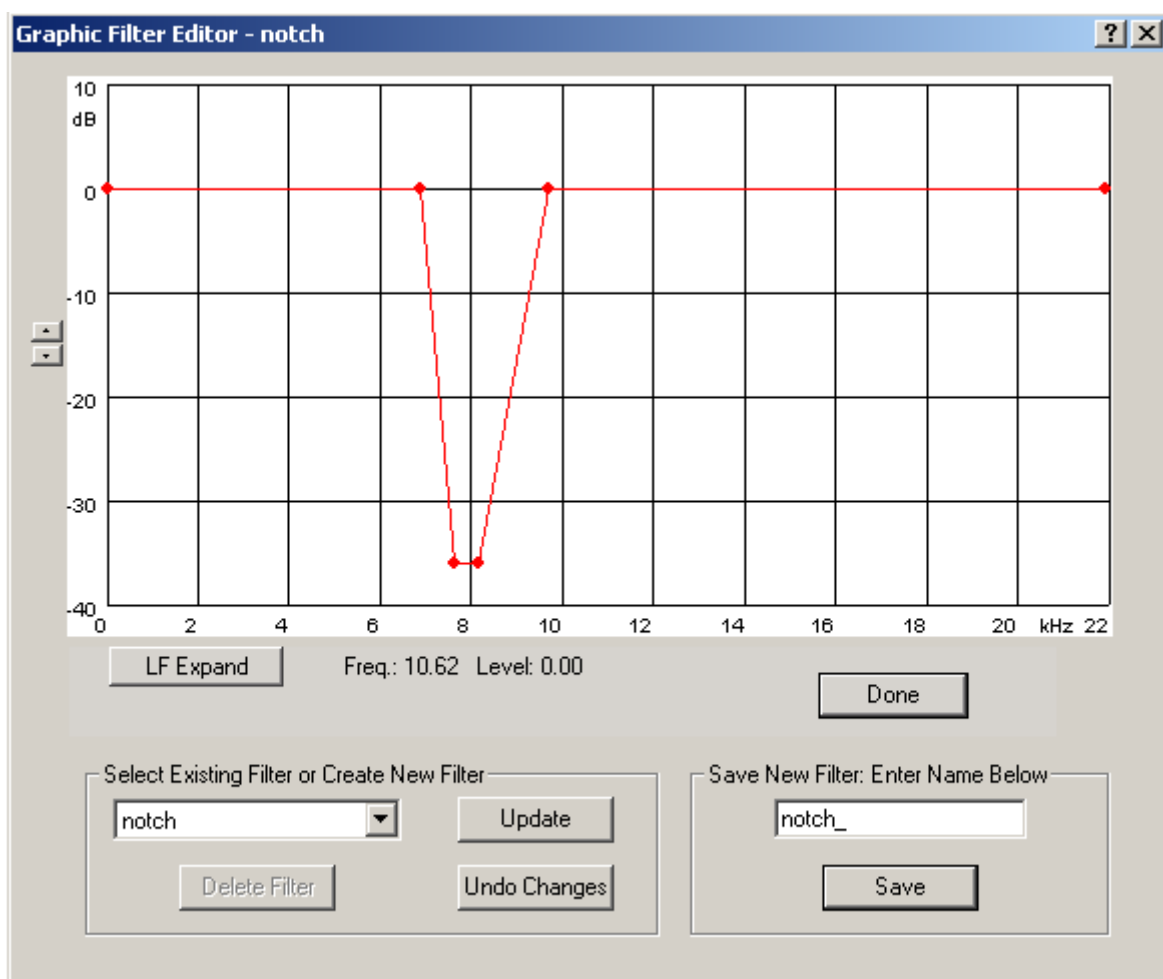 Graphic Filter Editor - notch
10
dB
0
-10
-20
-30
-40
0 2 4 6 8 10 12 14 16 18 20 kHz 22
LF Expand Freq.: 10.62 Level: 0.00
Done
Select Existing Filter or Create New Filter
notch Update
Delete Filter Undo Changes
Save New Filter: Enter Name Below
notch_
Save